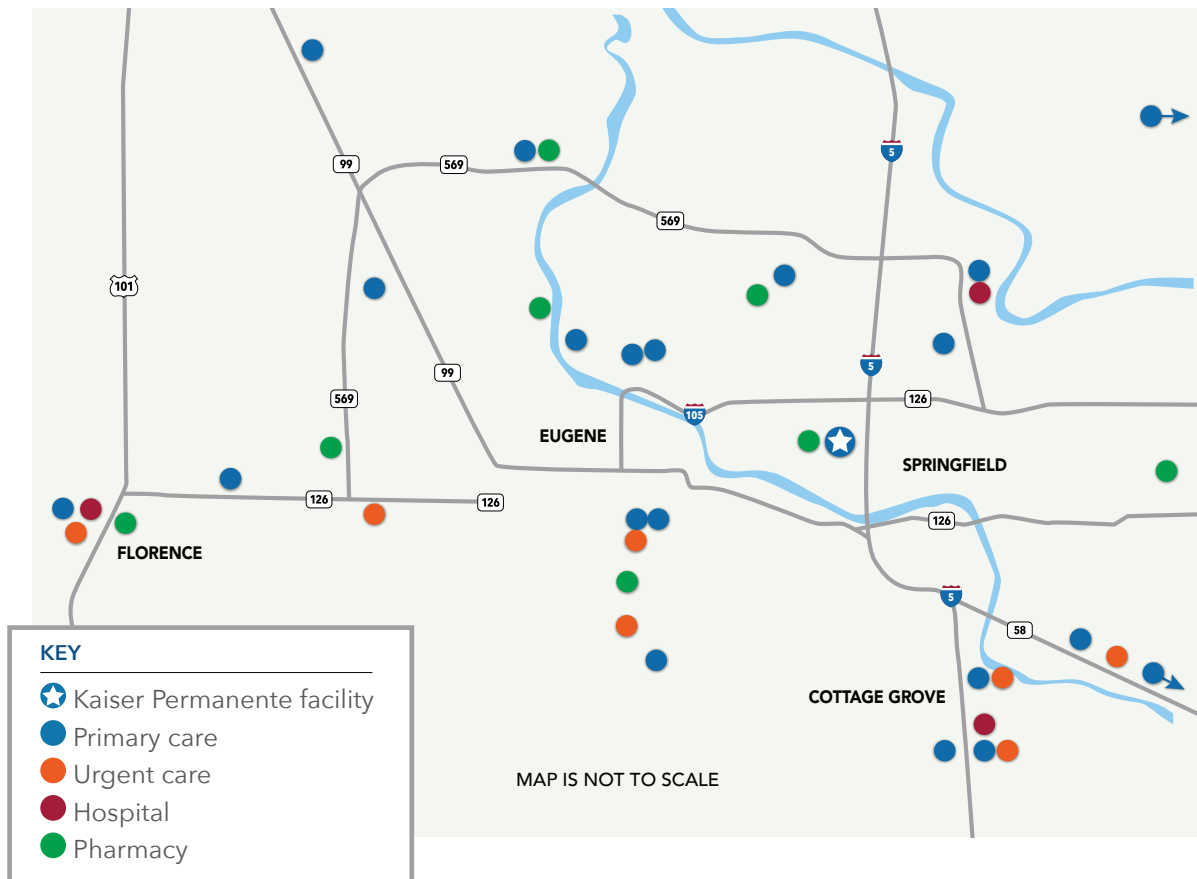 99
569
5
569
101
5
99
569
105
126
EUGENE
SPRINGFIELD
126
126
126
FLORENCE
5
58
COTTAGE GROVE
MAP IS NOT TO SCALE
KEY
Kaiser Permanente facility
Primary care
Urgent care
Hospital
Pharmacy